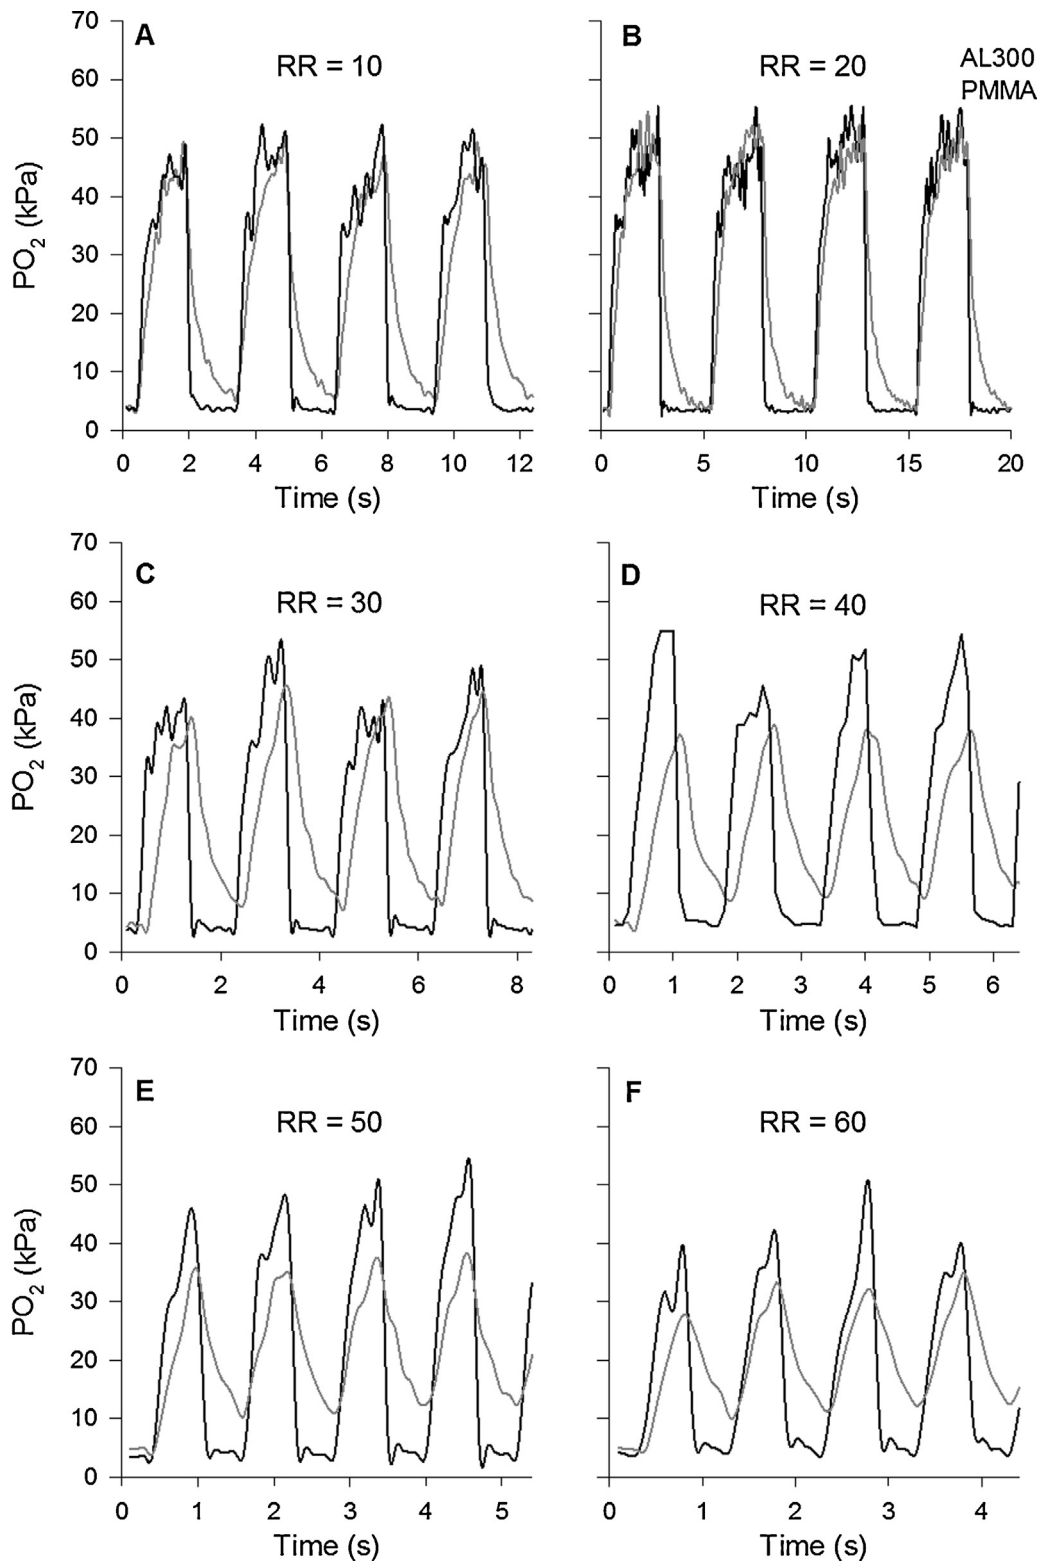 A
RR = 10
70
60
50
40
30
20
10
0
PO2 (kPa)
0 2 4 6 8 10 12
Time (s)
B
RR = 20
AL300
PMMA
0 5 10 15 20
Time (s)
C
RR = 30
70
60
50
40
30
20
10
0
PO2 (kPa)
0 2 4 6 8
Time (s)
D
RR = 40
0 1 2 3 4 5 6
Time (s)
E
RR = 50
70
60
50
40
30
20
10
0
PO2 (kPa)
1 2 3 4 5
Time (s)
F
RR = 60
0 1 2 3 4
Time (s)